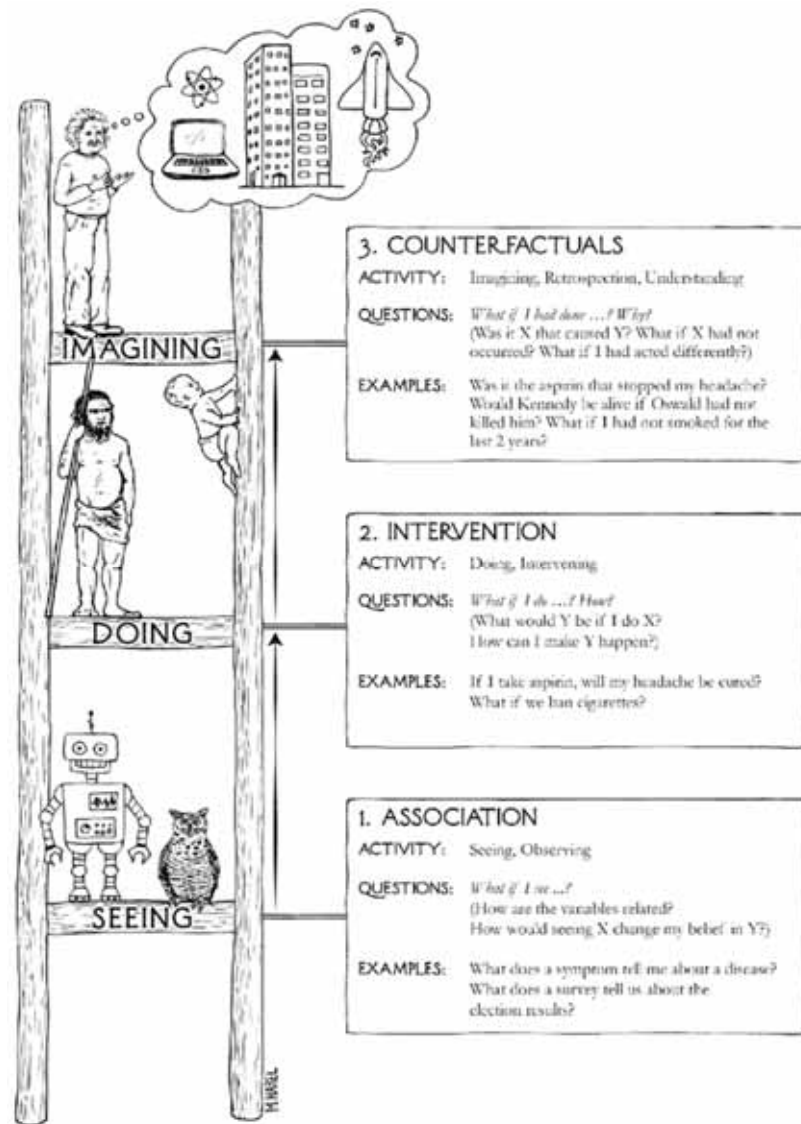 IMAGINING
DOING
SEEING
3. COUNTERFACTUALS
ACTIVITY: Imagining, Retrospection, Understanding
QUESTIONS: What if I had done …? Why?
(Was it X that caused Y? What if X had not
occurred? What if I had acted differently?)
EXAMPLES: Was it the aspirin that stopped my headache?
Would Kennedy be alive if Oswald had not
killed him? What if I had not smoked for the
last 2 years?
2. INTERVENTION
ACTIVITY: Doing, Intervening
QUESTIONS: What if I do …? How?
(What would Y be if I do X?
How can I make Y happen?)
EXAMPLES: If I take aspirin, will my headache be cured?
What if we ban cigarettes?
1. ASSOCIATION
ACTIVITY: Seeing, Observing
QUESTIONS: What if I see …?
(How are the variables related?
How would seeing X change my belief in Y?)
EXAMPLES: What does a symptom tell me about a disease?
What does a survey tell us about the
election results?
M.HAREL